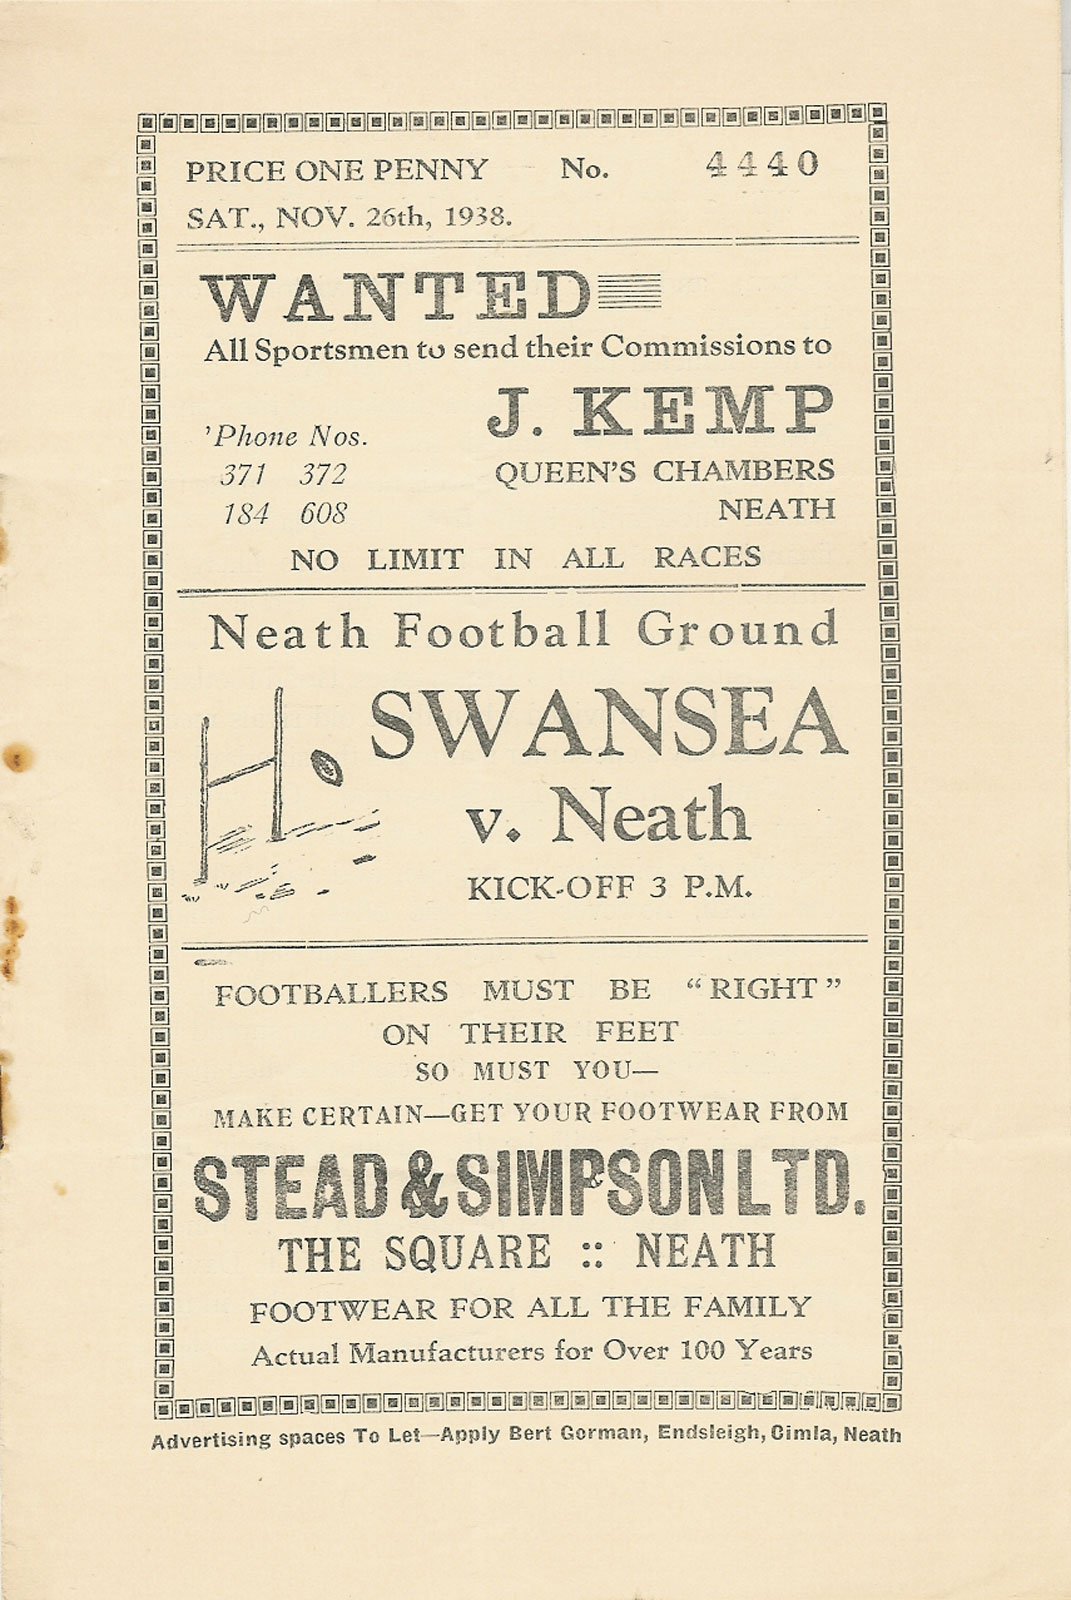 PRICE ONE PENNY No. 4440
SAT., NOV. 26th, 1938.
WANTED
All Sportsmen to send their Commissions to
J. KEMP
'Phone Nos.
371 372 QUEEN'S CHAMBERS
184 608 NEATH
NO LIMIT IN ALL RACES
Neath Football Ground
SWANSEA
v. Neath
KICK-OFF 3 P.M.
FOOTBALLERS MUST BE "RIGHT"
ON THEIR FEET
SO MUST YOU—
MAKE CERTAIN—GET YOUR FOOTWEAR FROM
STEAD & SIMPSON LTD.
THE SQUARE :: NEATH
FOOTWEAR FOR ALL THE FAMILY
Actual Manufacturers for Over 100 Years
Advertising spaces To Let—Apply Bert Gorman, Endsleigh, Cimla, Neath